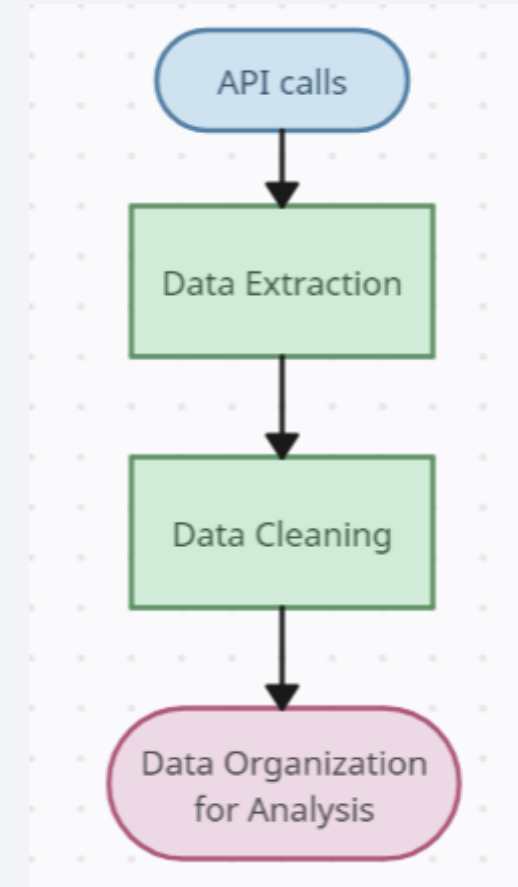 API calls
Data Extraction
Data Cleaning
Data Organization
for Analysis